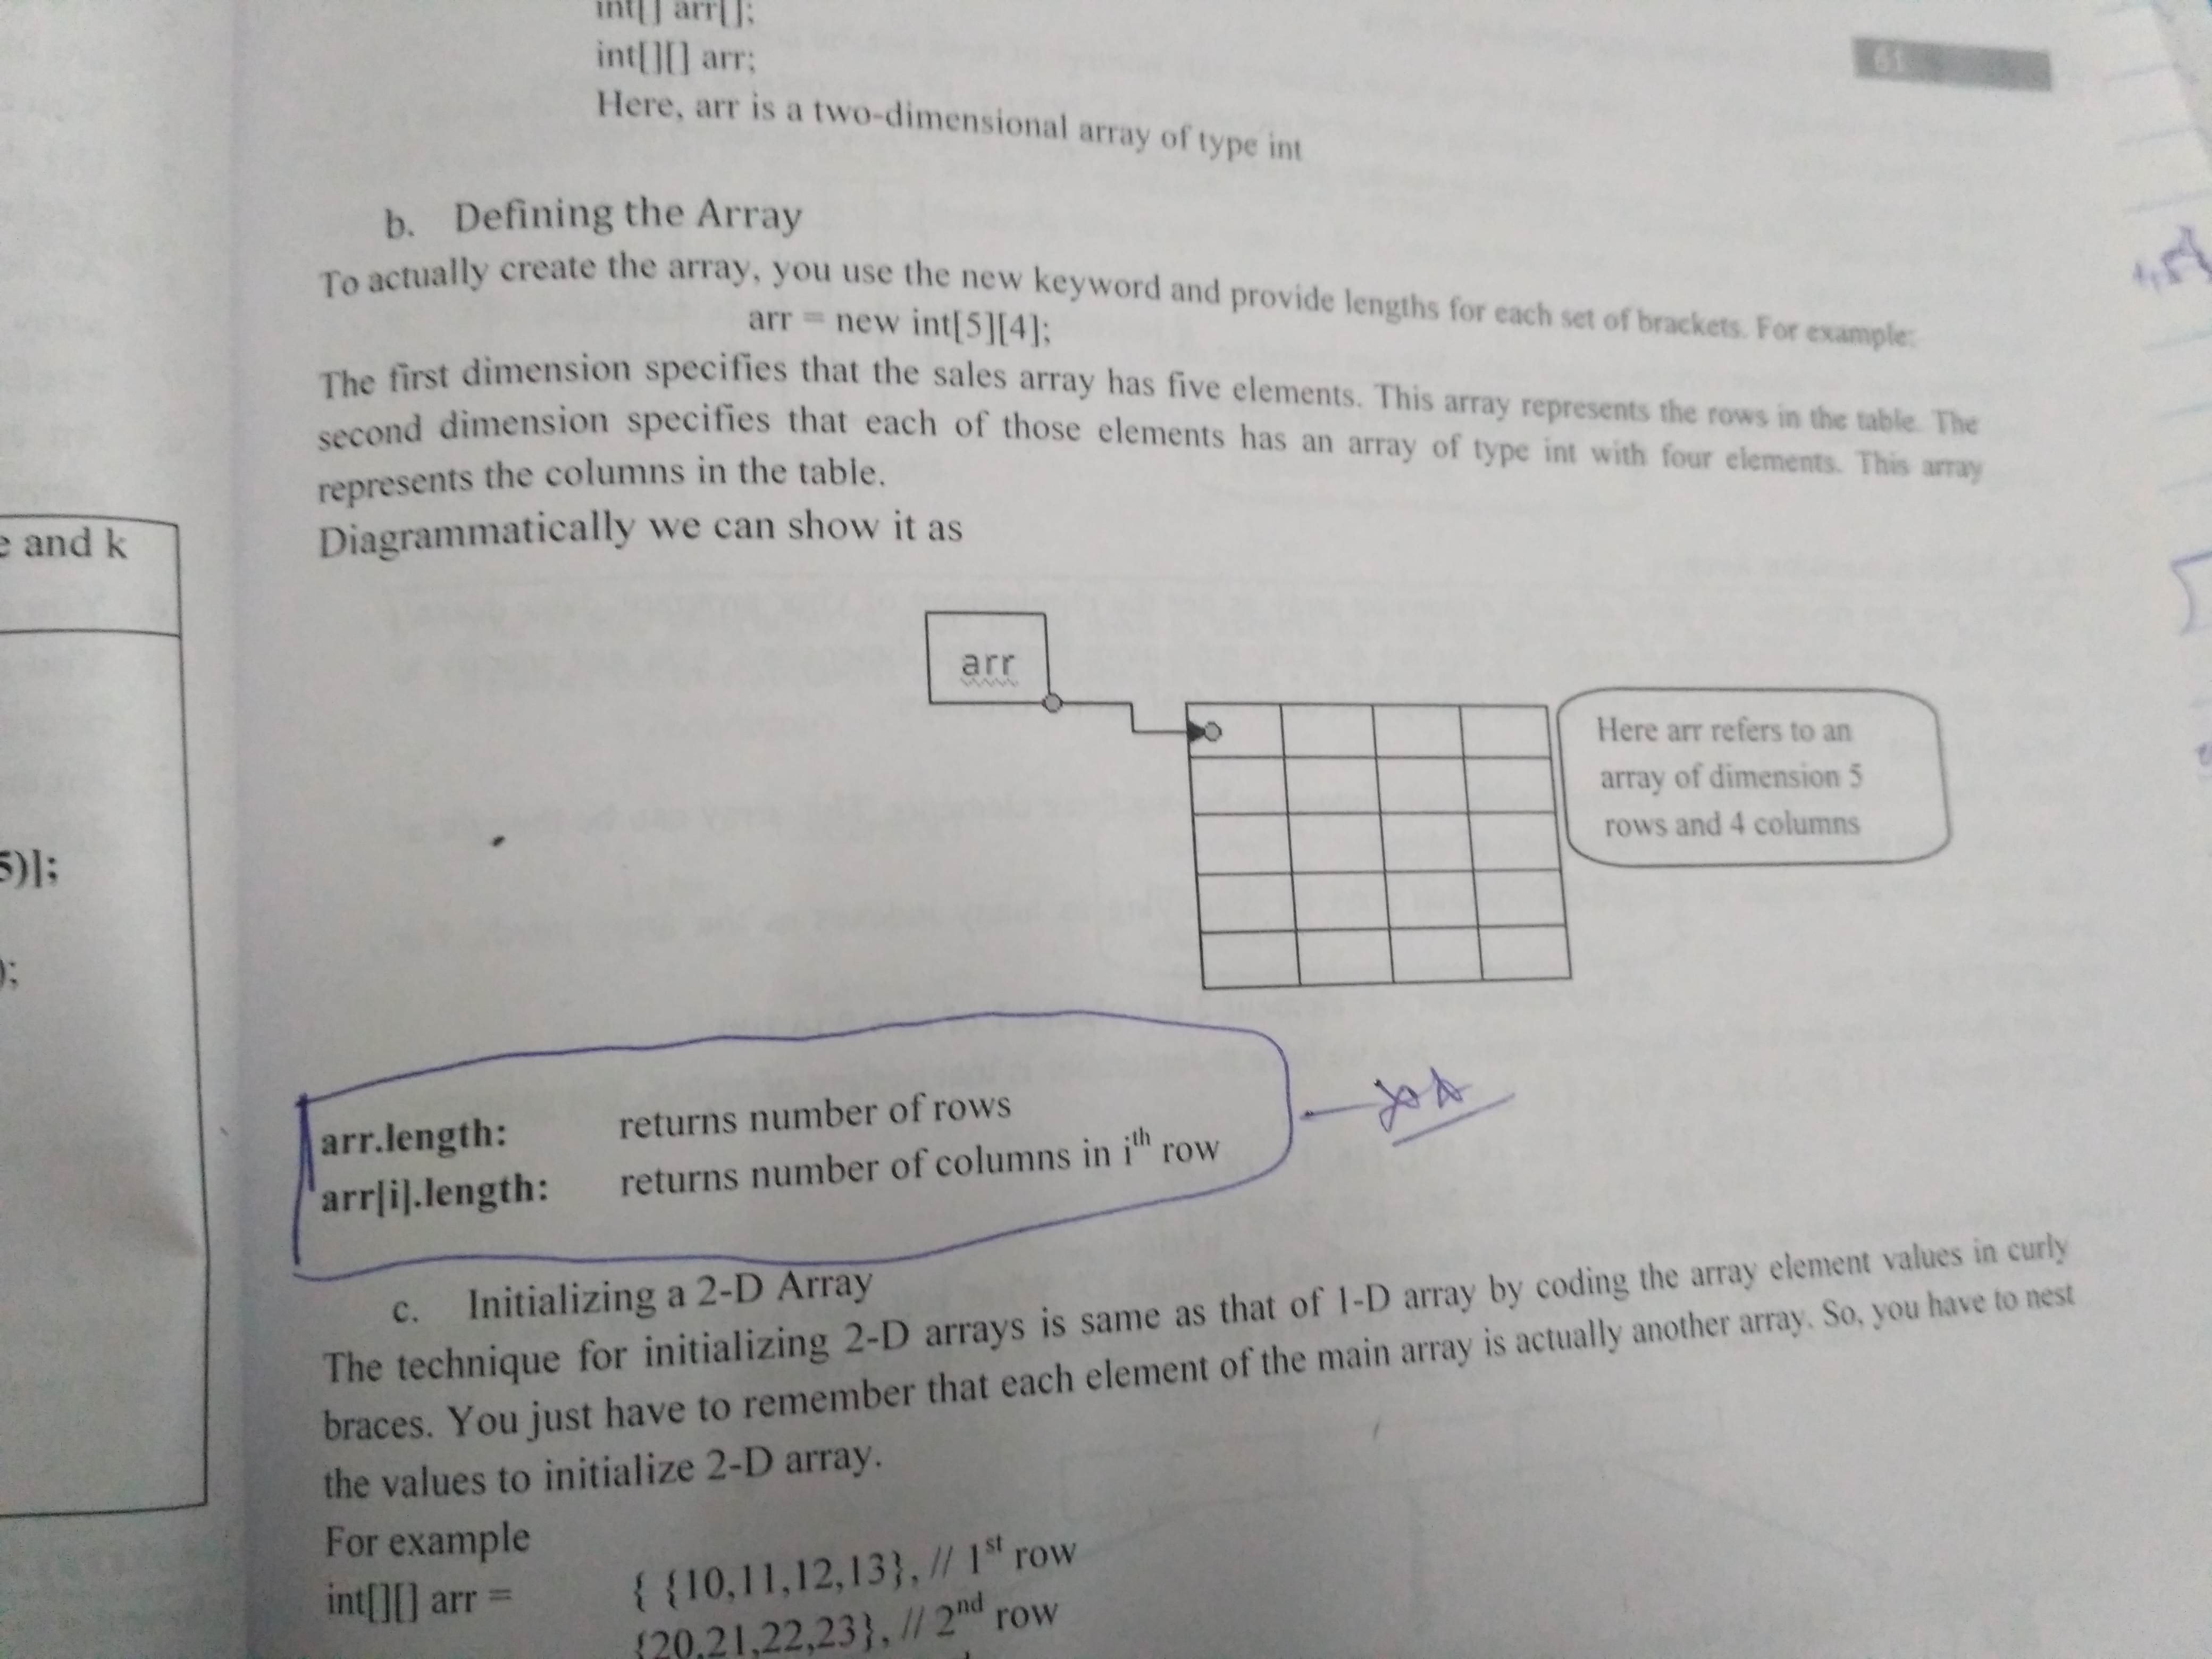 int[] arr[];
int[][] arr;
61
Here, arr is a two-dimensional array of type int
b. Defining the Array
To actually create the array, you use the new keyword and provide lengths for each set of brackets. For example:
arr = new int[5][4];
The first dimension specifies that the sales array has five elements. This array represents the rows in the table. The
second dimension specifies that each of those elements has an array of type int with four elements. This array
represents the columns in the table.
Diagrammatically we can show it as
e and k
5)];
);
arr
Here arr refers to an
array of dimension 5
rows and 4 columns
arr.length: returns number of rows
arr[i].length: returns number of columns in ith row
c. Initializing a 2-D Array
The technique for initializing 2-D arrays is same as that of 1-D array by coding the array element values in curly
braces. You just have to remember that each element of the main array is actually another array. So, you have to nest
the values to initialize 2-D array.
For example
int[][] arr = { {10,11,12,13}, // 1st row
{20,21,22,23}, // 2nd row